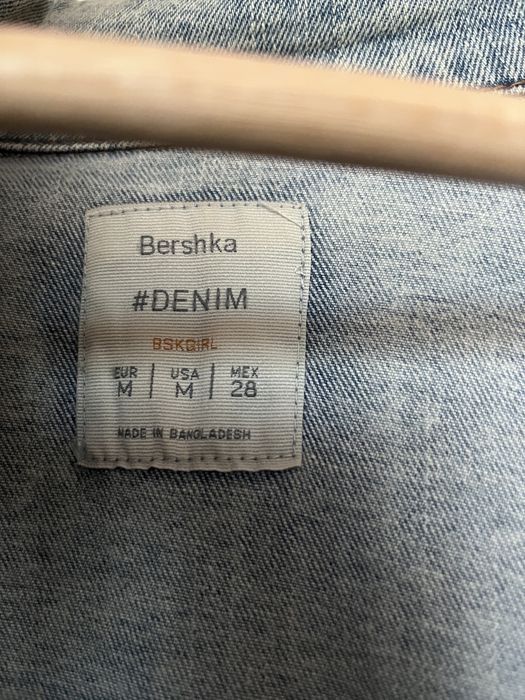 Bershka
#DENIM
BSKGIRL
EUR | USA | MEX
M | M | 28
MADE IN BANGLADESH